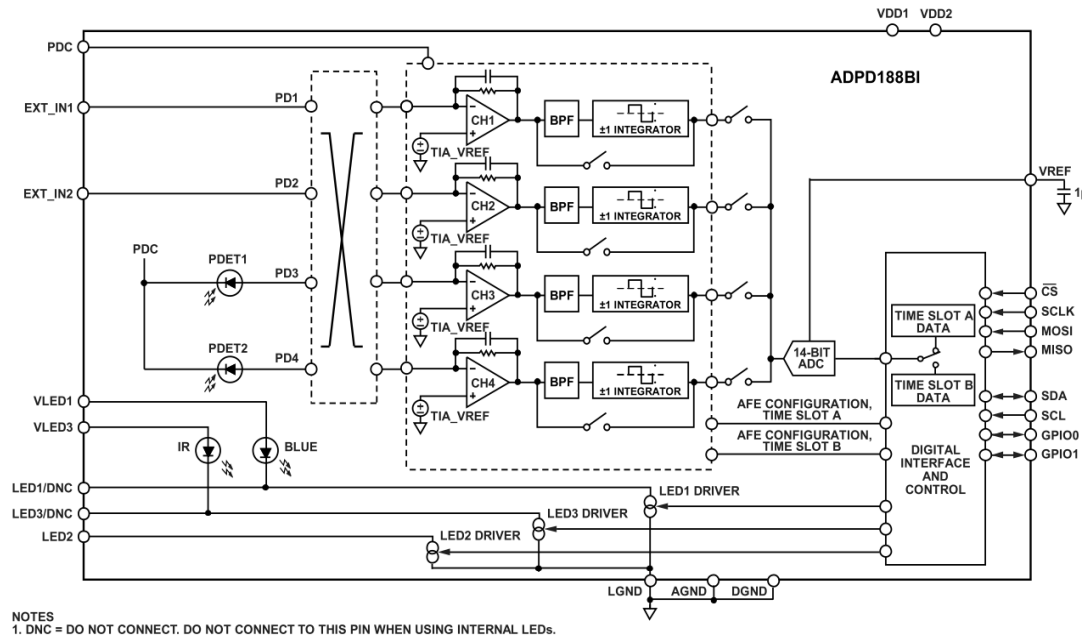 VDD1 VDD2
PDC
ADPD188BI
EXT_IN1
PD1
CH1
BPF
±1 INTEGRATOR
TIA_VREF
VREF
EXT_IN2
PD2
CH2
BPF
±1 INTEGRATOR
TIA_VREF
PDC
PDET1
PD3
CH3
BPF
±1 INTEGRATOR
TIA_VREF
PDET2
PD4
CH4
BPF
±1 INTEGRATOR
TIA_VREF
14-BIT
ADC
TIME SLOT A
DATA
TIME SLOT B
DATA
CS
SCLK
MOSI
MISO
SDA
SCL
GPIO0
GPIO1
AFE CONFIGURATION,
TIME SLOT A
AFE CONFIGURATION,
TIME SLOT B
DIGITAL
INTERFACE
AND
CONTROL
VLED1
VLED3
IR
BLUE
LED1/DNC
LED1 DRIVER
LED3/DNC
LED3 DRIVER
LED2
LED2 DRIVER
LGND AGND DGND
NOTES
1. DNC = DO NOT CONNECT. DO NOT CONNECT TO THIS PIN WHEN USING INTERNAL LEDs.